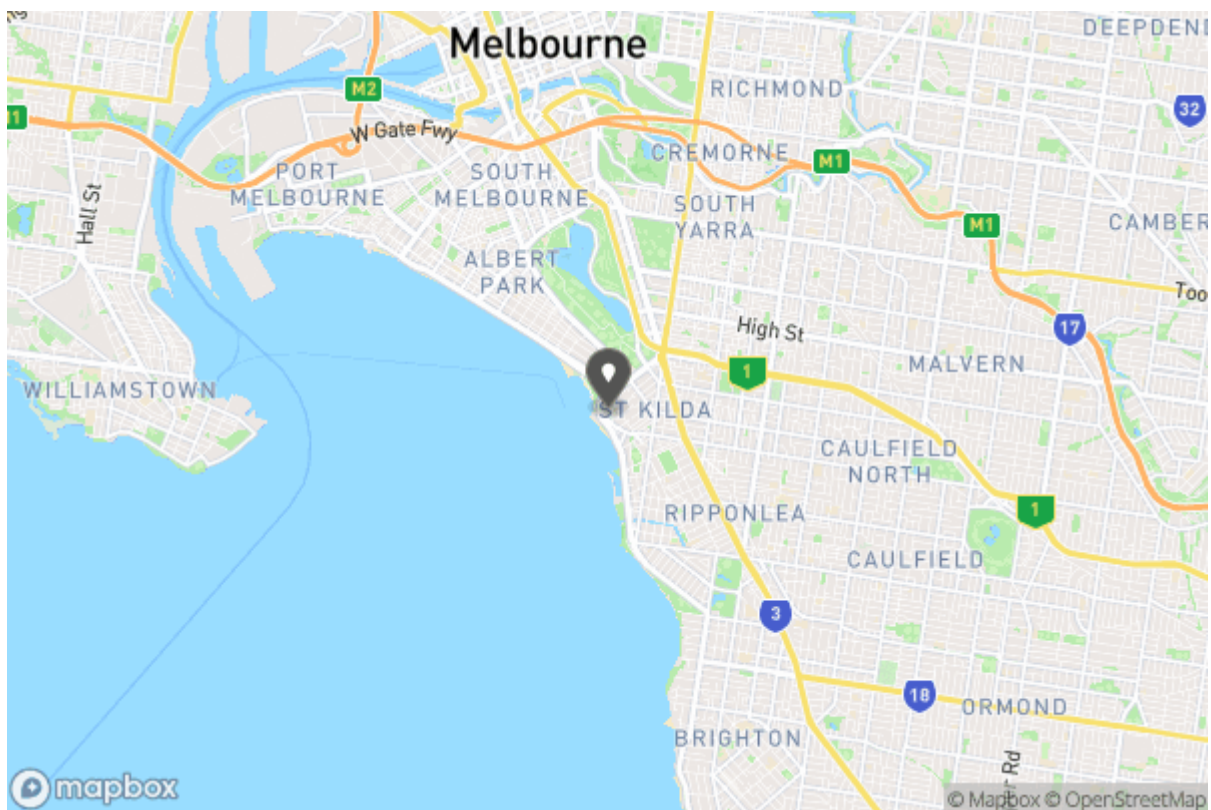 Melbourne
DEEPDEND
M2
RICHMOND
32
M1
W Gate Fwy
CREMORNE
M1
PORT
MELBOURNE
SOUTH
MELBOURNE
Hall St
SOUTH
YARRA
M1
CAMBER
ALBERT
PARK
Too
High St
17
MALVERN
1
WILLIAMSTOWN
ST KILDA
CAULFIELD
NORTH
RIPPONLEA
1
CAULFIELD
3
18
ORMOND
BRIGHTON
Rd
mapbox
© Mapbox © OpenStreetMap